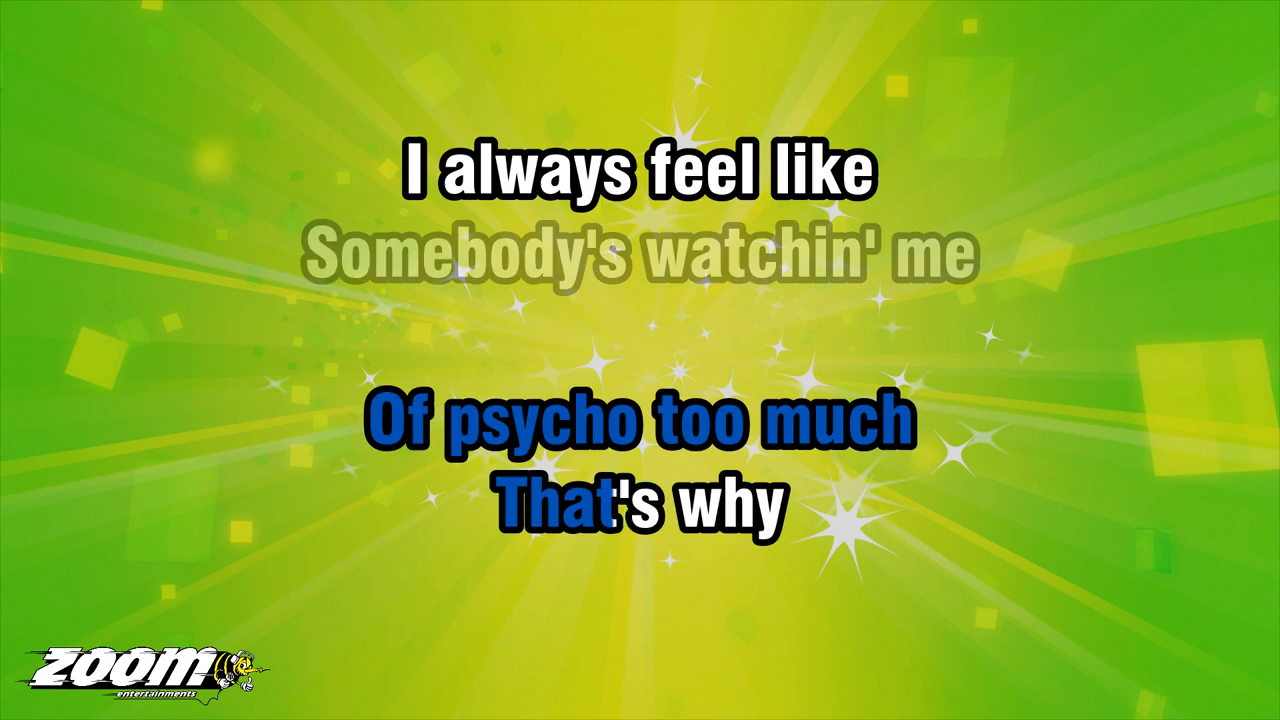 I always feel like
Somebody's watchin' me
Of psycho too much
That's why
ZOOM
entertainments